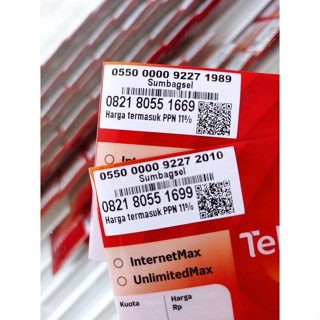 0550 0000 9227 1989
Sumbagsel
0821 8055 1669
Harga termasuk PPN 11%
Int
0550 0000 9227 2010
Sumbagsel
0821 8055 1699
Harga termasuk PPN 11%
Tel
InternetMax
UnlimitedMax
Kuota
Harga
Rp